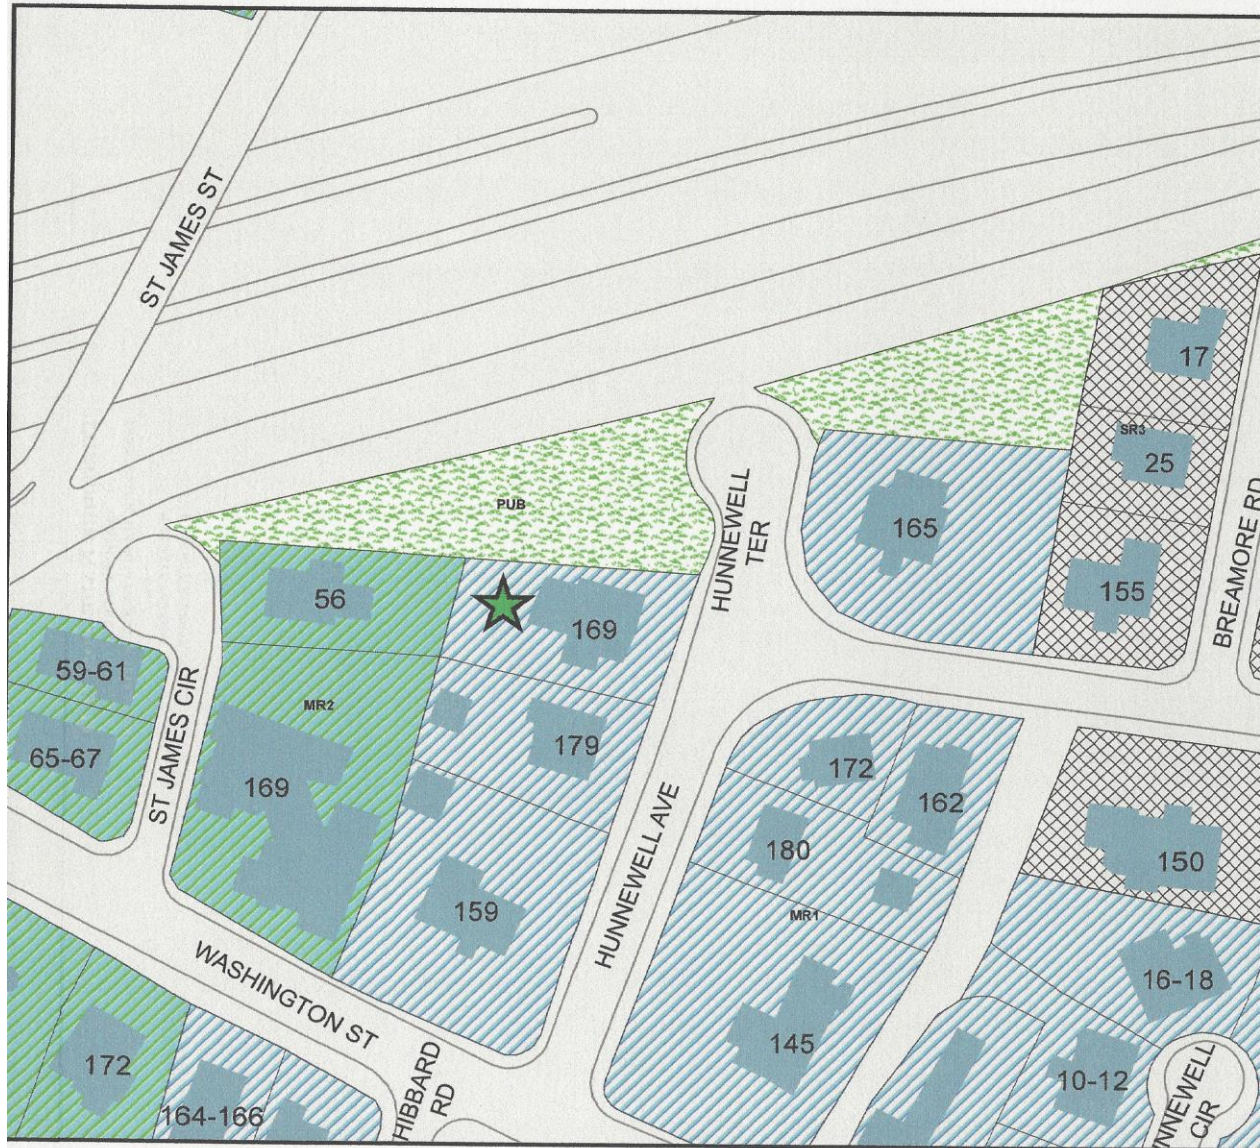 ST JAMES ST
17
SR3
25
PUB
165
HUNNEWELL
TER
BREAMORE RD
56
169
155
59-61
MR2
ST JAMES CIR
65-67
179
169
172
162
180
150
HUNNEWELL AVE
159
MR1
WASHINGTON ST
16-18
145
172
164-166
HIBBARD
RD
10-12
NNEWELL
CIR